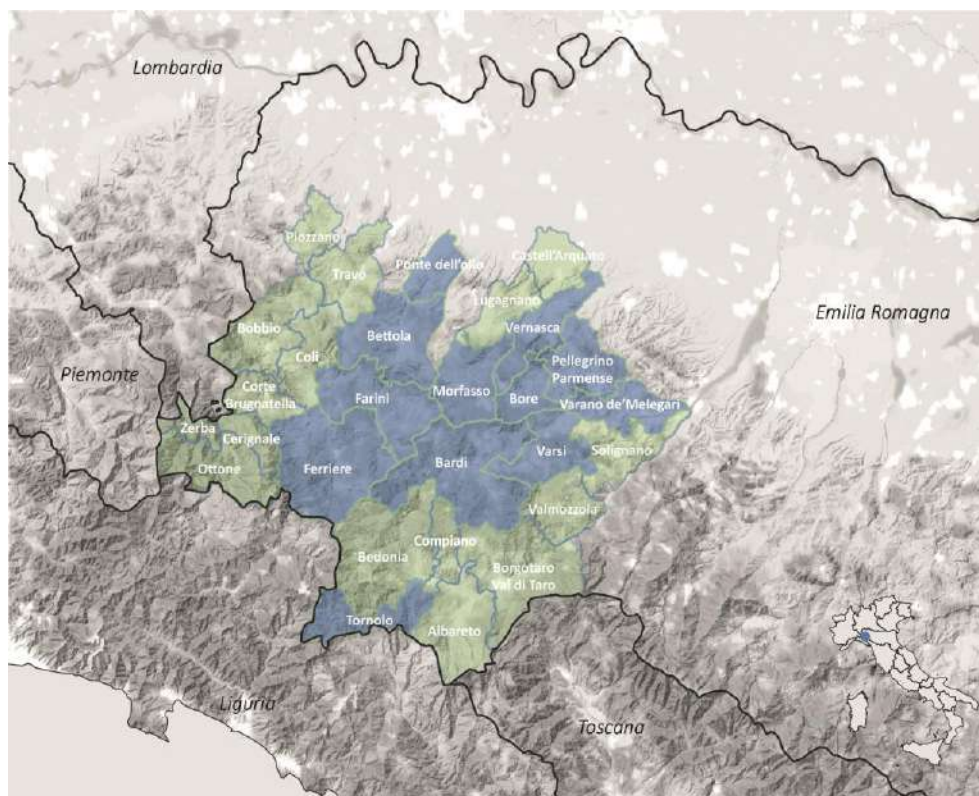 Lombardia
Piozzano
Travo
Ponte dell'olio
Castell'Arquato
Lugagnano
Emilia Romagna
Bobbio
Bettola
Vernasca
Coli
Pellegrino
Parmense
Piemonte
Corte
Brugnatella
Farini
Morfasso
Bore
Varano de'Melegari
Zerba
Cerignale
Ottone
Ferriere
Bardi
Varsi
Solignano
Valmozzola
Compiano
Bedonia
Borgotaro
Val di Taro
Tornolo
Albareto
Liguria
Toscana